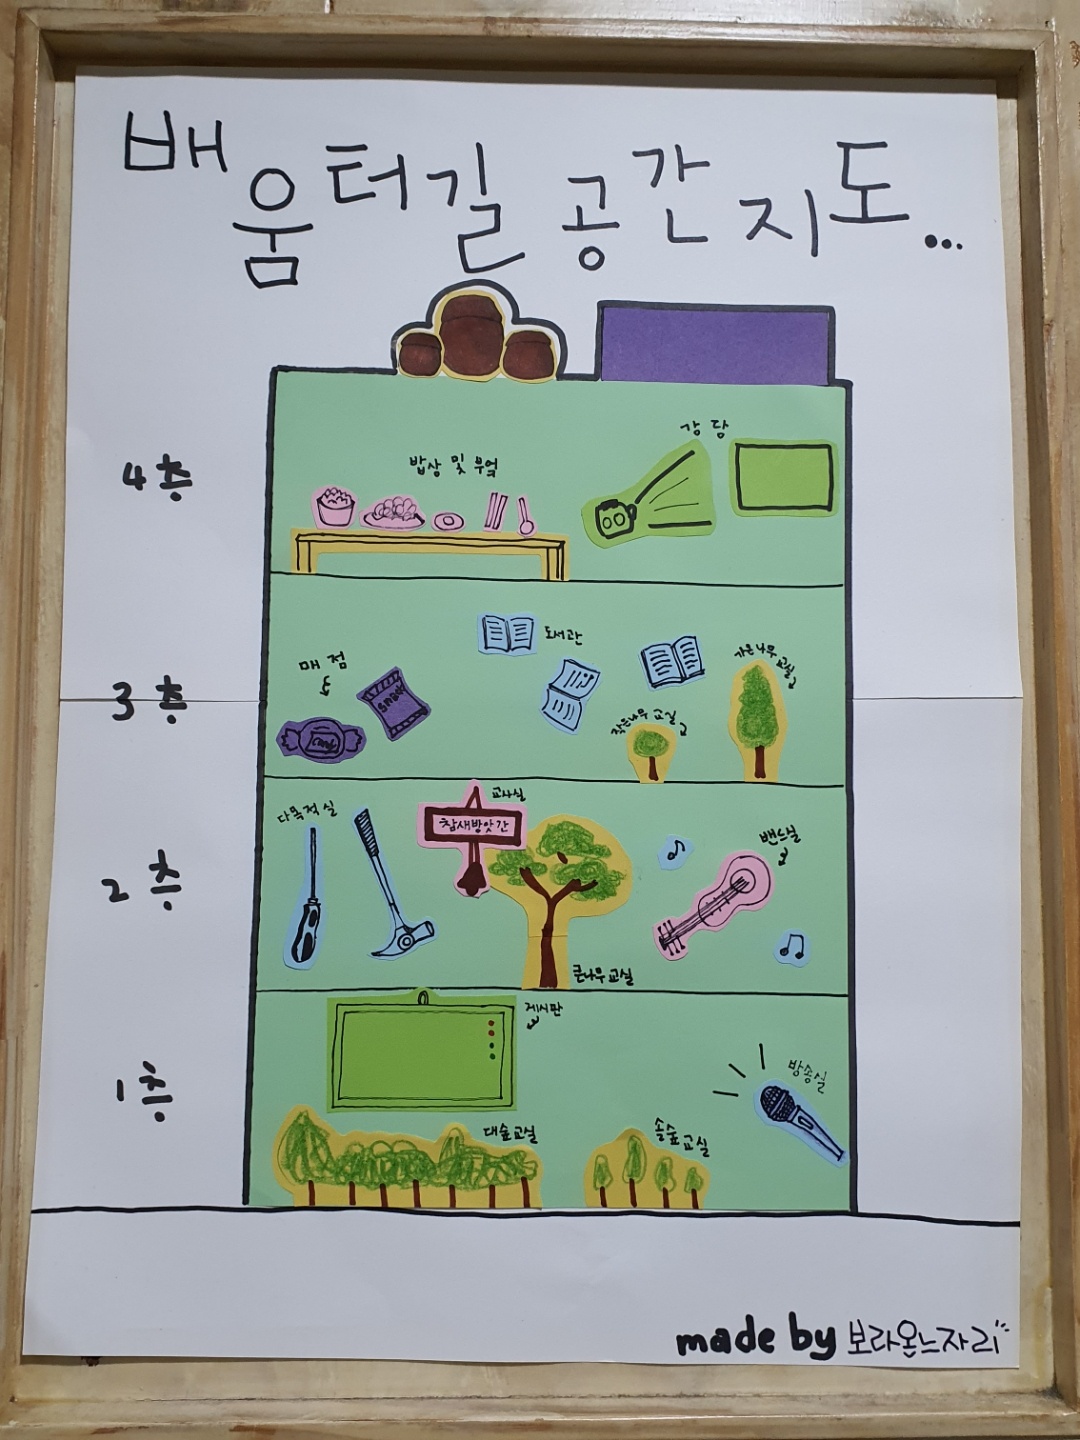 배움터길 공간 지도...
4층
밥상 및 부엌
강당
3층
도서관
매점
snack
candy
작은나무 교실
가온나무 교실
2층
다목적실
교사실
참새방앗간
밴드실
큰나무 교실
1층
게시판
방송실
대숲교실
솔숲교실
made by 보라온느자리